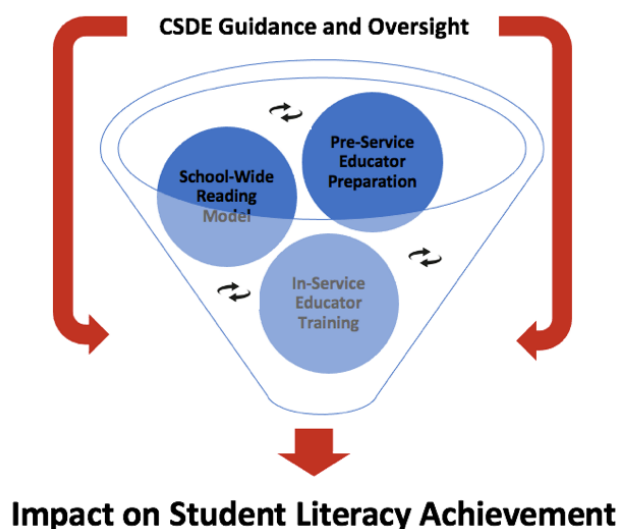 CSDE Guidance and Oversight
Pre-Service
Educator
Preparation
School-Wide
Reading
Model
In-Service
Educator
Training
Impact on Student Literacy Achievement